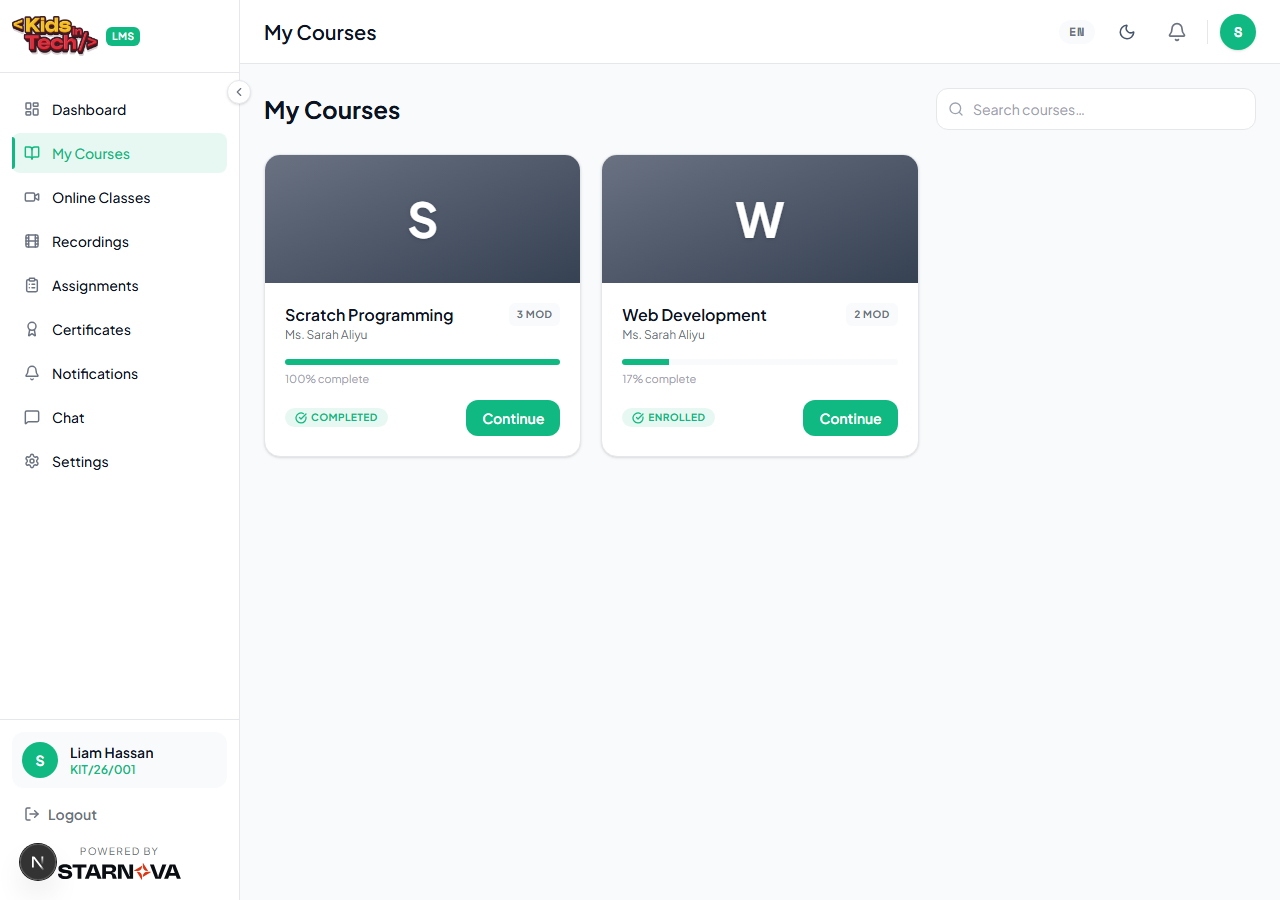 <Kids in Tech/>
LMS
My Courses
EN
S
Dashboard
My Courses
Online Classes
Recordings
Assignments
Certificates
Notifications
Chat
Settings
My Courses
Search courses...
S
Scratch Programming
3 MOD
Ms. Sarah Aliyu
100% complete
COMPLETED
Continue
W
Web Development
2 MOD
Ms. Sarah Aliyu
17% complete
ENROLLED
Continue
S
Liam Hassan
KIT/26/001
Logout
POWERED BY
N
STARNOVA